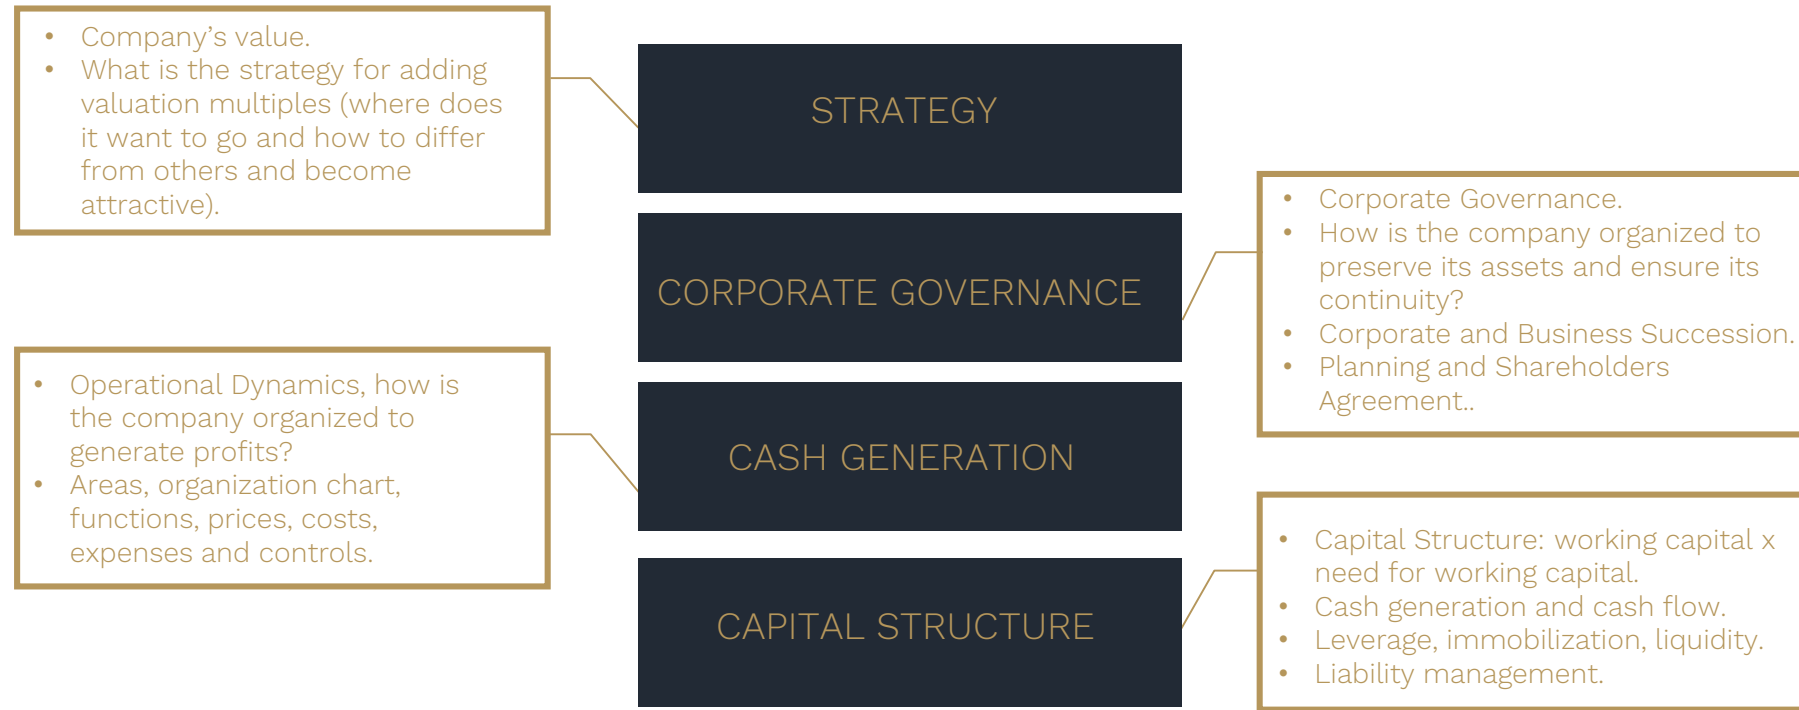 • Company’s value.
• What is the strategy for adding
valuation multiples (where does
it want to go and how to differ
from others and become
attractive).
STRATEGY
CORPORATE GOVERNANCE
• Corporate Governance.
• How is the company organized to
preserve its assets and ensure its
continuity?
• Corporate and Business Succession.
• Planning and Shareholders
Agreement..
• Operational Dynamics, how is
the company organized to
generate profits?
• Areas, organization chart,
functions, prices, costs,
expenses and controls.
CASH GENERATION
CAPITAL STRUCTURE
• Capital Structure: working capital x
need for working capital.
• Cash generation and cash flow.
• Leverage, immobilization, liquidity.
• Liability management.